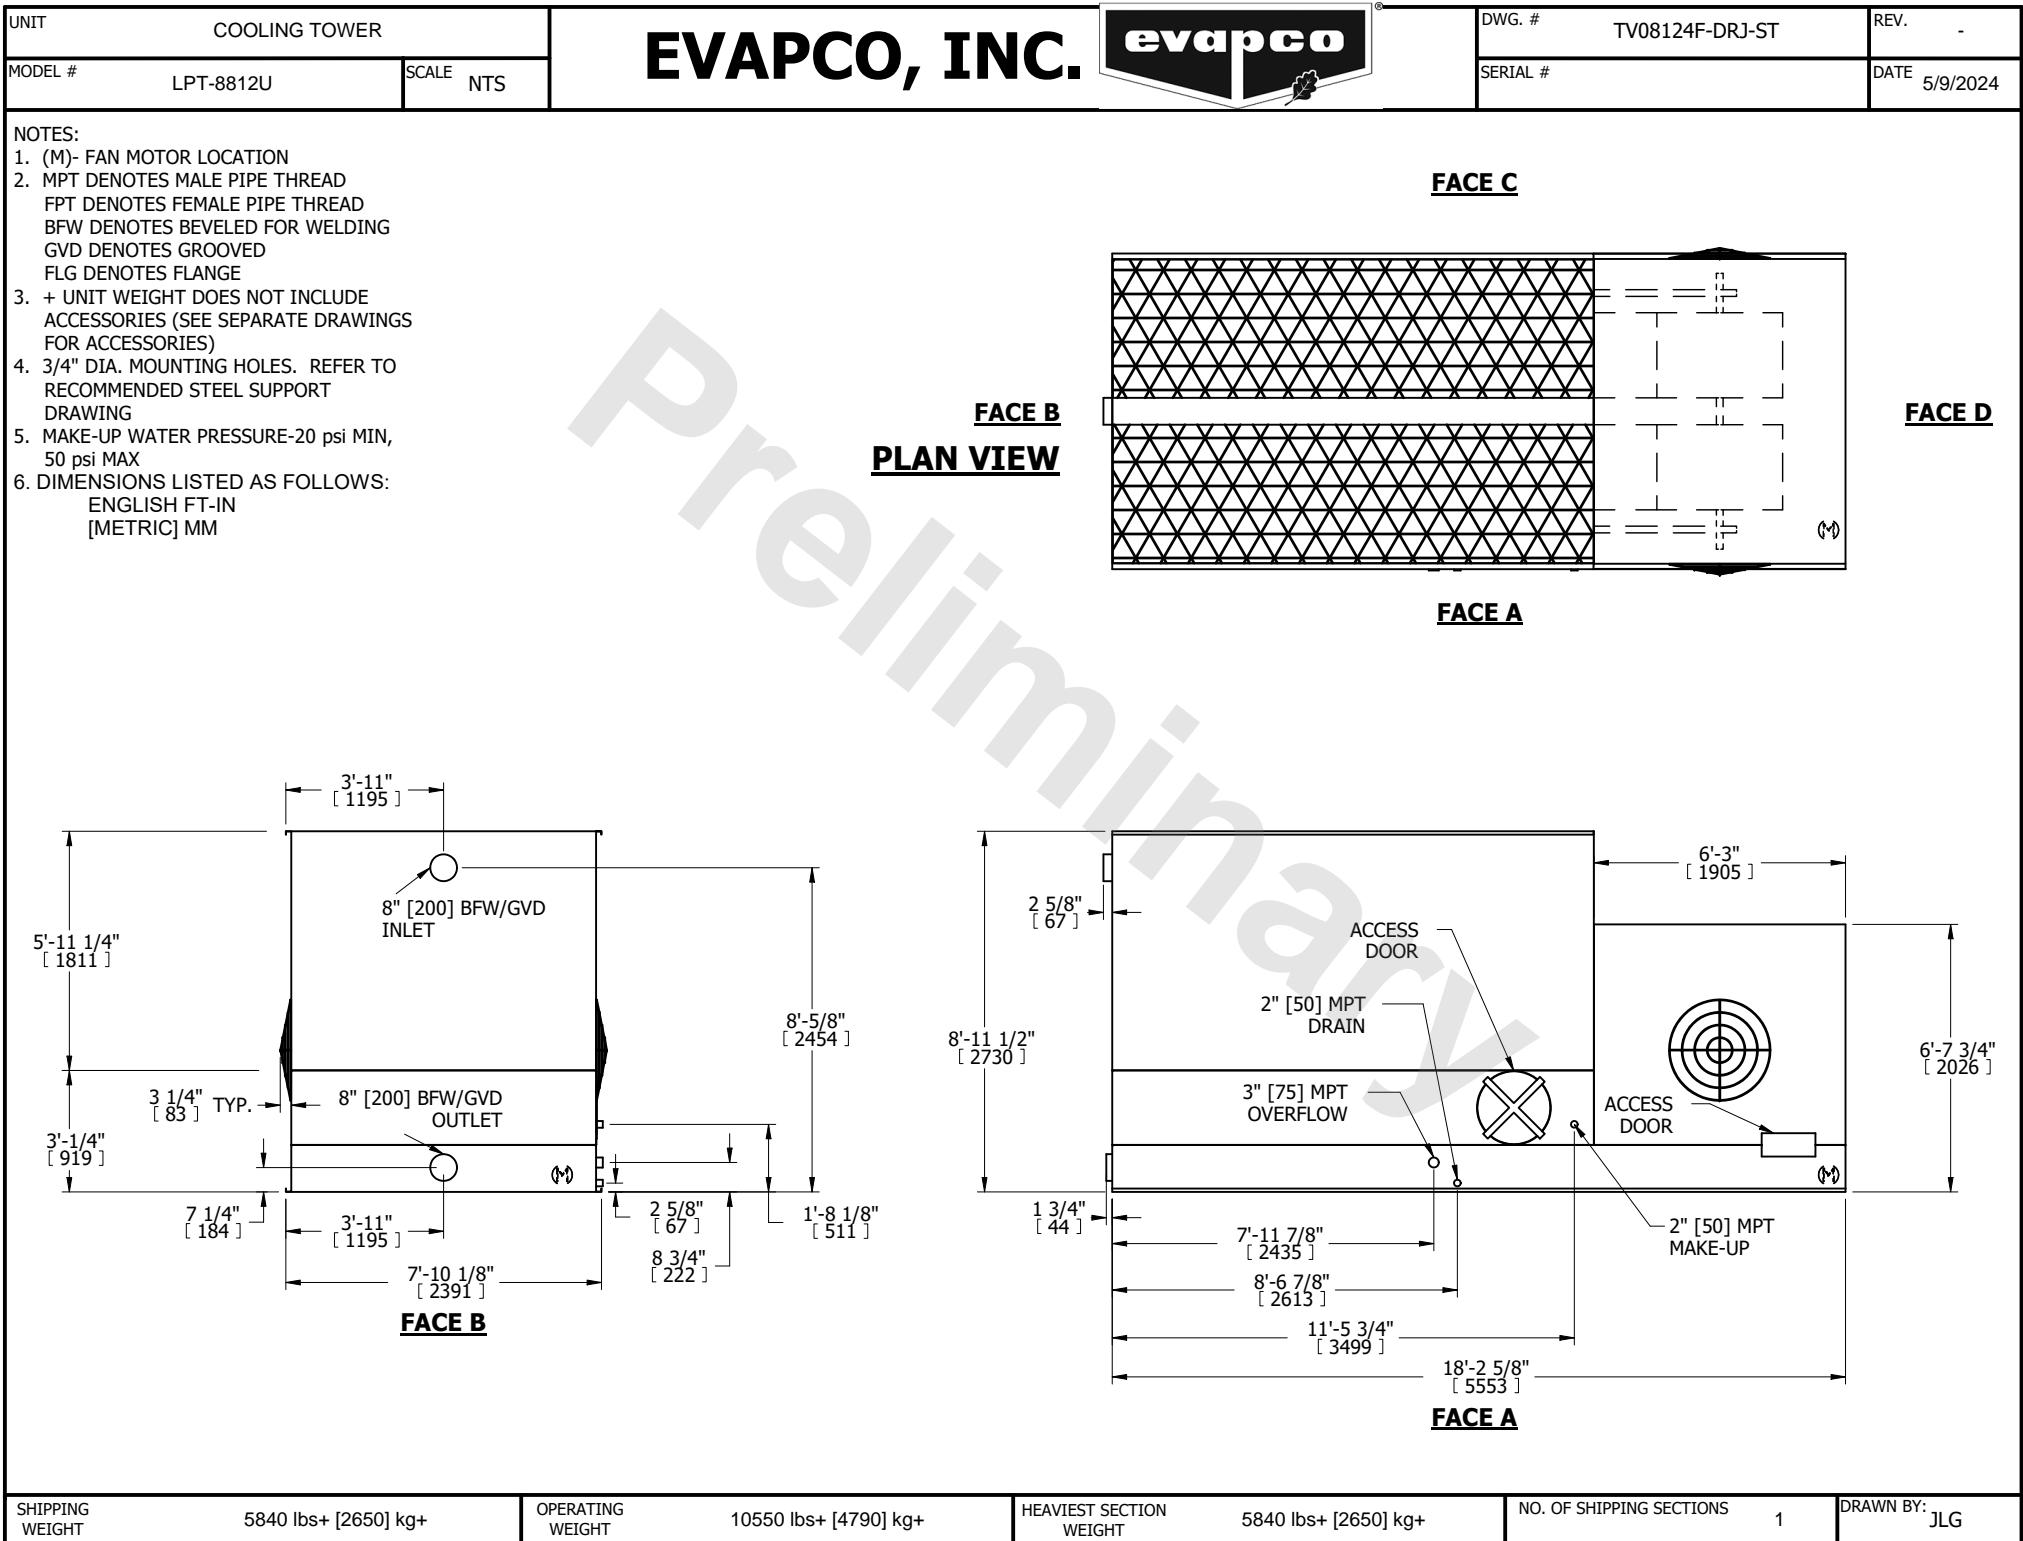 UNIT
COOLING TOWER
MODEL #
LPT-8812U
SCALE
NTS
EVAPCO, INC.
evapco
®
DWG. #
TV08124F-DRJ-ST
REV.
-
SERIAL #
DATE
5/9/2024
NOTES:
1. (M)- FAN MOTOR LOCATION
2. MPT DENOTES MALE PIPE THREAD
FPT DENOTES FEMALE PIPE THREAD
BFW DENOTES BEVELED FOR WELDING
GVD DENOTES GROOVED
FLG DENOTES FLANGE
3. + UNIT WEIGHT DOES NOT INCLUDE
ACCESSORIES (SEE SEPARATE DRAWINGS
FOR ACCESSORIES)
4. 3/4" DIA. MOUNTING HOLES. REFER TO
RECOMMENDED STEEL SUPPORT
DRAWING
5. MAKE-UP WATER PRESSURE-20 psi MIN,
50 psi MAX
6. DIMENSIONS LISTED AS FOLLOWS:
ENGLISH FT-IN
[METRIC] MM
Preliminary
FACE C
FACE B
PLAN VIEW
FACE D
(M)
FACE A
3'-11"
[ 1195 ]
8" [200] BFW/GVD
INLET
5'-11 1/4"
[ 1811 ]
8'-5/8"
[ 2454 ]
3 1/4"
[ 83 ]
TYP.
8" [200] BFW/GVD
OUTLET
3'-1/4"
[ 919 ]
(M)
7 1/4"
[ 184 ]
3'-11"
[ 1195 ]
2 5/8"
[ 67 ]
1'-8 1/8"
[ 511 ]
8 3/4"
[ 222 ]
7'-10 1/8"
[ 2391 ]
FACE B
6'-3"
[ 1905 ]
2 5/8"
[ 67 ]
ACCESS
DOOR
2" [50] MPT
DRAIN
8'-11 1/2"
[ 2730 ]
6'-7 3/4"
[ 2026 ]
3" [75] MPT
OVERFLOW
ACCESS
DOOR
(M)
1 3/4"
[ 44 ]
2" [50] MPT
MAKE-UP
7'-11 7/8"
[ 2435 ]
8'-6 7/8"
[ 2613 ]
11'-5 3/4"
[ 3499 ]
18'-2 5/8"
[ 5553 ]
FACE A
SHIPPING
WEIGHT
5840 lbs+ [2650] kg+
OPERATING
WEIGHT
10550 lbs+ [4790] kg+
HEAVIEST SECTION
WEIGHT
5840 lbs+ [2650] kg+
NO. OF SHIPPING SECTIONS
1
DRAWN BY:
JLG